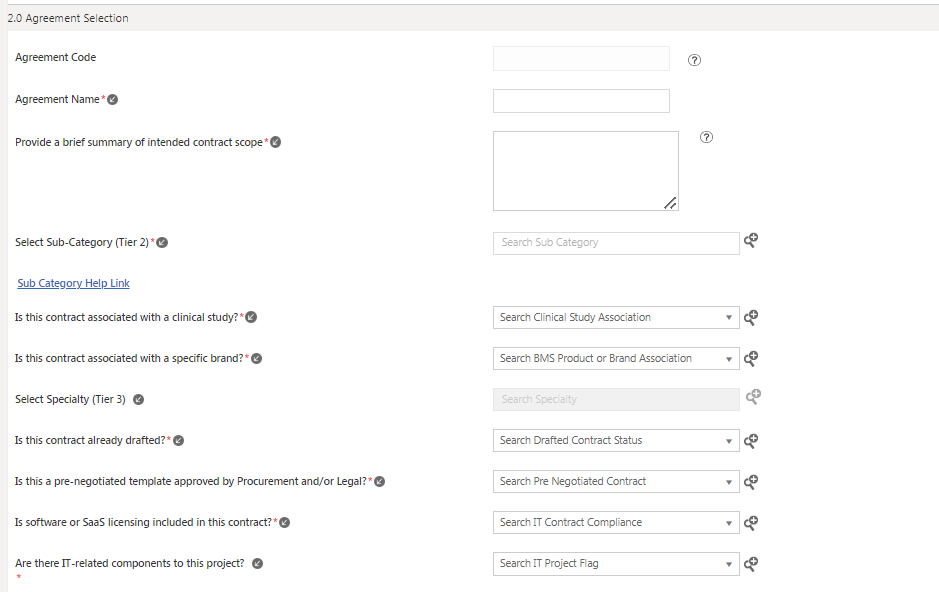 2.0 Agreement Selection
Agreement Code
Agreement Name*
Provide a brief summary of intended contract scope*
Select Sub-Category (Tier 2)* Search Sub Category
Sub Category Help Link
Is this contract associated with a clinical study?* Search Clinical Study Association
Is this contract associated with a specific brand?* Search BMS Product or Brand Association
Select Specialty (Tier 3) Search Specialty
Is this contract already drafted?* Search Drafted Contract Status
Is this a pre-negotiated template approved by Procurement and/or Legal?* Search Pre Negotiated Contract
Is software or SaaS licensing included in this contract?* Search IT Contract Compliance
Are there IT-related components to this project? Search IT Project Flag
*